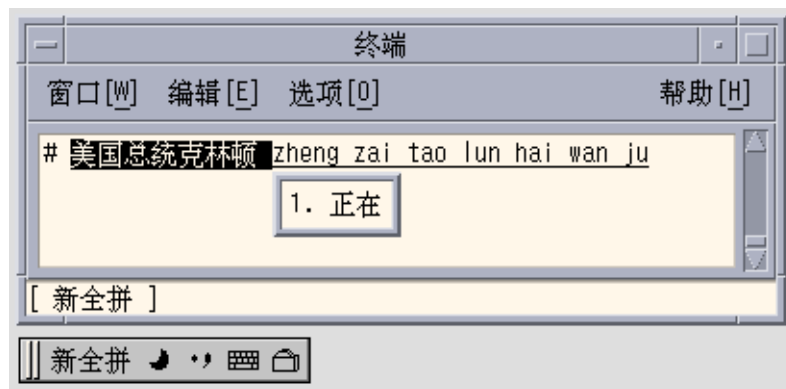 终端
窗口[W] 编辑[E] 选项[O] 帮助[H]
# 美国总统克林顿 zheng zai tao lun hai wan ju
1. 正在
[ 新全拼 ]
新全拼